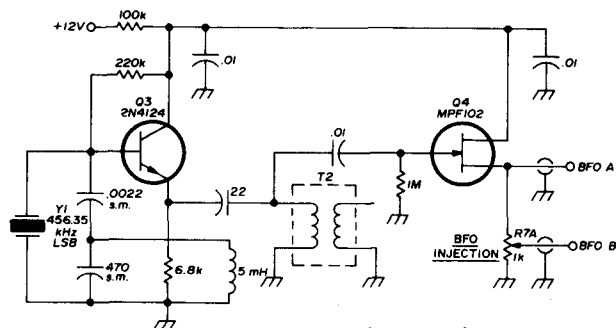 +12V
100k
220k
.01
.01
Q3
2N4124
Q4
MPF102
.01
T2
22
1M
BFO A
Y1
456.35
kHz
LSB
.0022
s.m.
470
s.m.
6.8k
5 mH
BFO
INJECTION
R7A
1k
BFO B